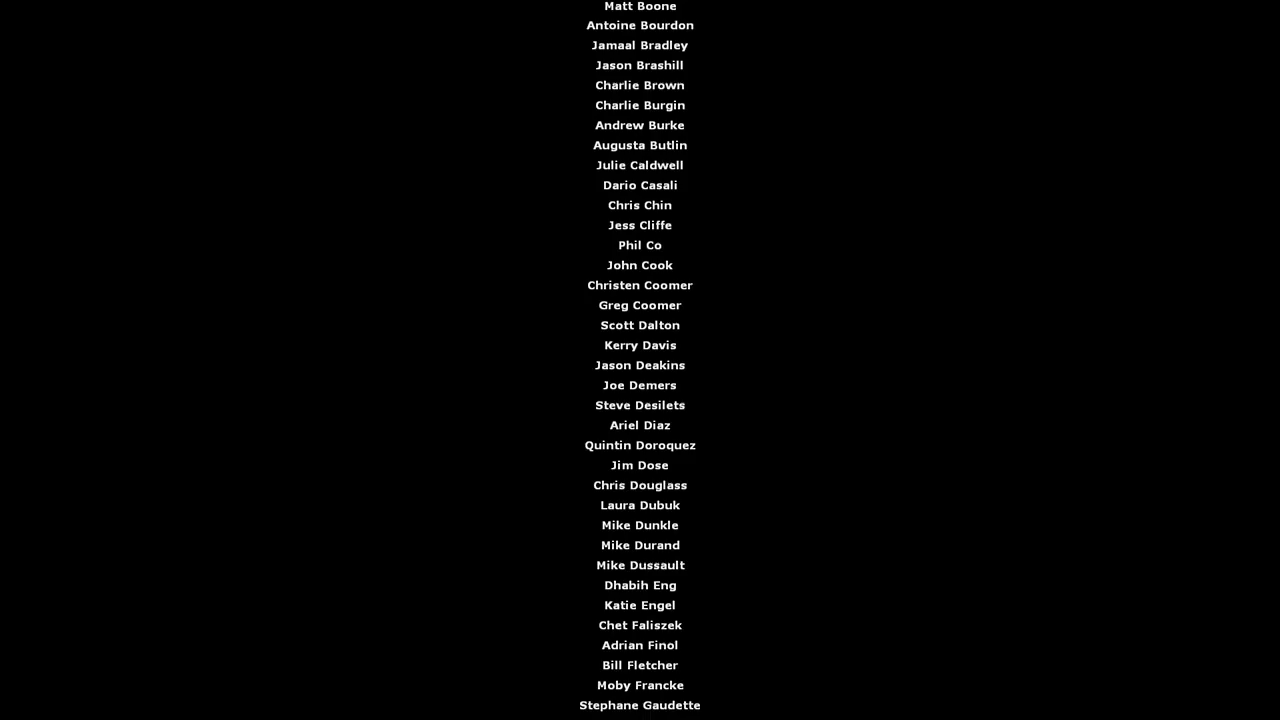 Matt Boone
Antoine Bourdon
Jamaal Bradley
Jason Brashill
Charlie Brown
Charlie Burgin
Andrew Burke
Augusta Butlin
Julie Caldwell
Dario Casali
Chris Chin
Jess Cliffe
Phil Co
John Cook
Christen Coomer
Greg Coomer
Scott Dalton
Kerry Davis
Jason Deakins
Joe Demers
Steve Desilets
Ariel Diaz
Quintin Doroquez
Jim Dose
Chris Douglass
Laura Dubuk
Mike Dunkle
Mike Durand
Mike Dussault
Dhabih Eng
Katie Engel
Chet Faliszek
Adrian Finol
Bill Fletcher
Moby Francke
Stephane Gaudette